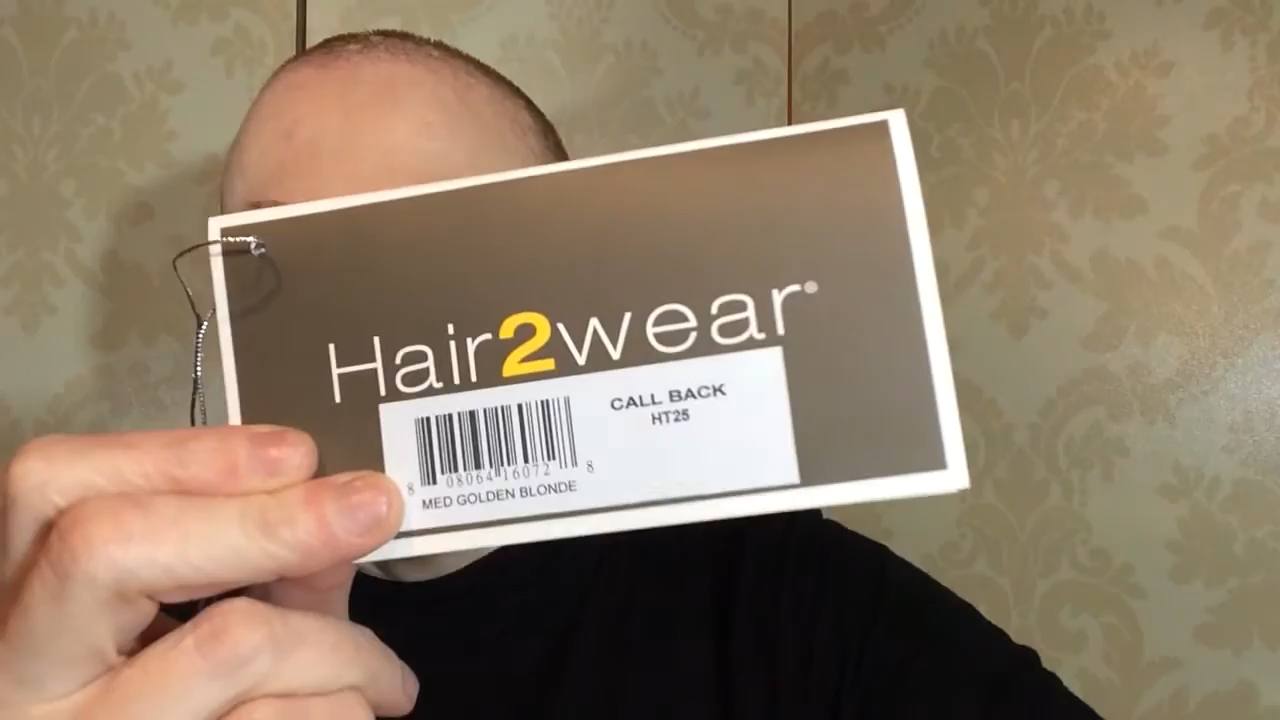 Hair2wear®
CALL BACK
HT25
8 08064 16072 8
MED GOLDEN BLONDE